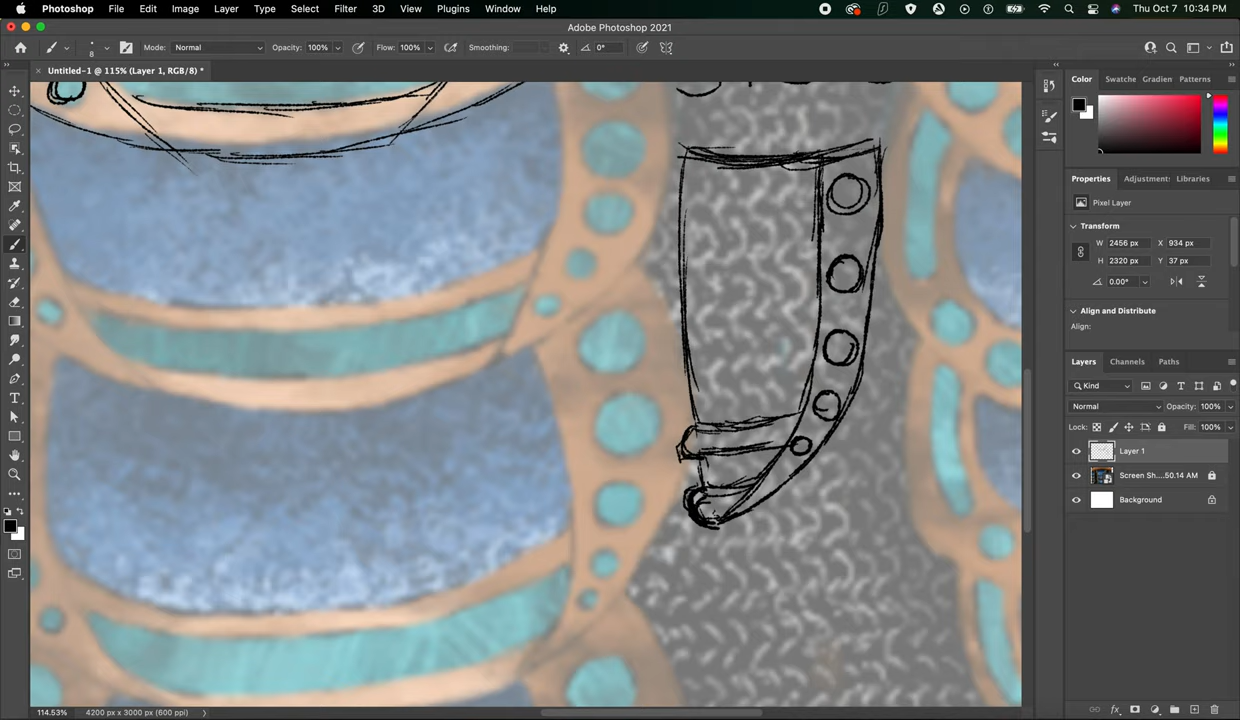 Photoshop File Edit Image Layer Type Select Filter 3D View Plugins Window Help Thu Oct 7 10:34 PM
Adobe Photoshop 2021
8 Mode: Normal Opacity: 100% Flow: 100% Smoothing: 0°
Untitled-1 @ 115% (Layer 1, RGB/8) *
Color Swatche Gradien Patterns
Properties Adjustment: Libraries
Pixel Layer
Transform
W 2456 px X 934 px
H 2320 px Y 37 px
0.00°
Align and Distribute
Align:
Layers Channels Paths
Kind
Normal Opacity: 100%
Lock: Fill: 100%
Layer 1
Screen Sh....50.14 AM
Background
114.53% 4200 px x 3000 px (600 ppi)